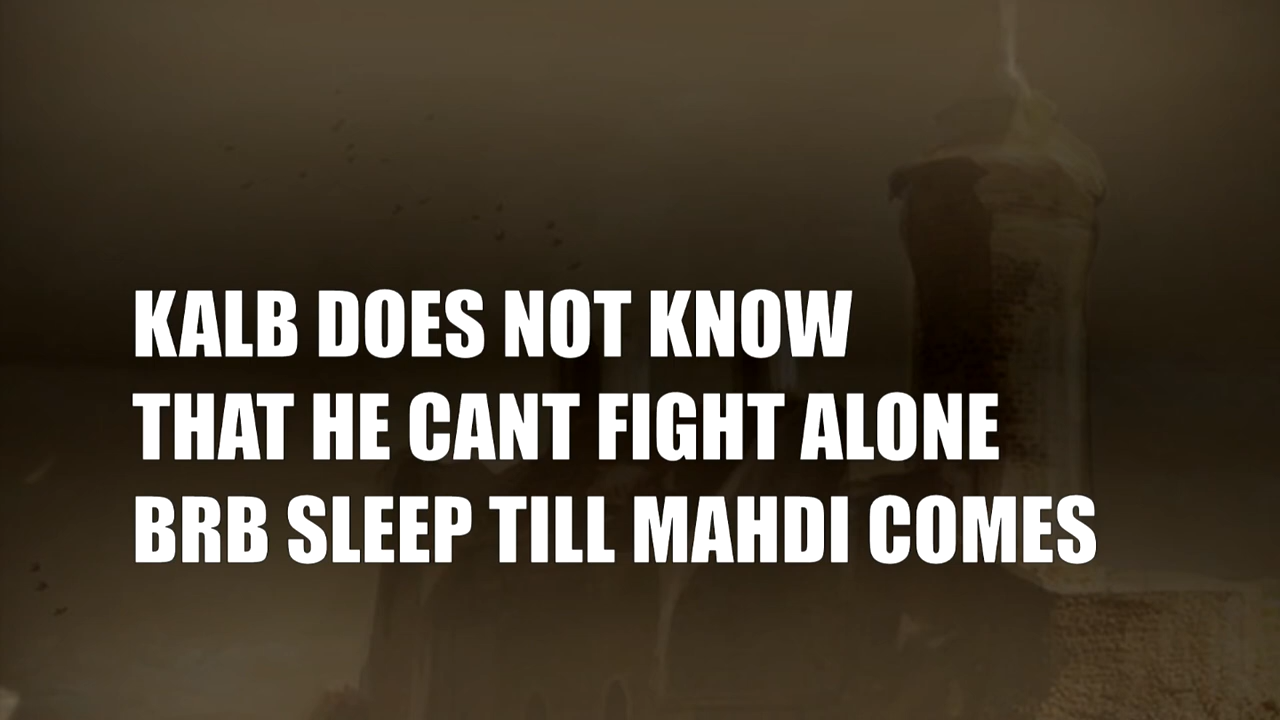 KALB DOES NOT KNOW
THAT HE CANT FIGHT ALONE
BRB SLEEP TILL MAHDI COMES